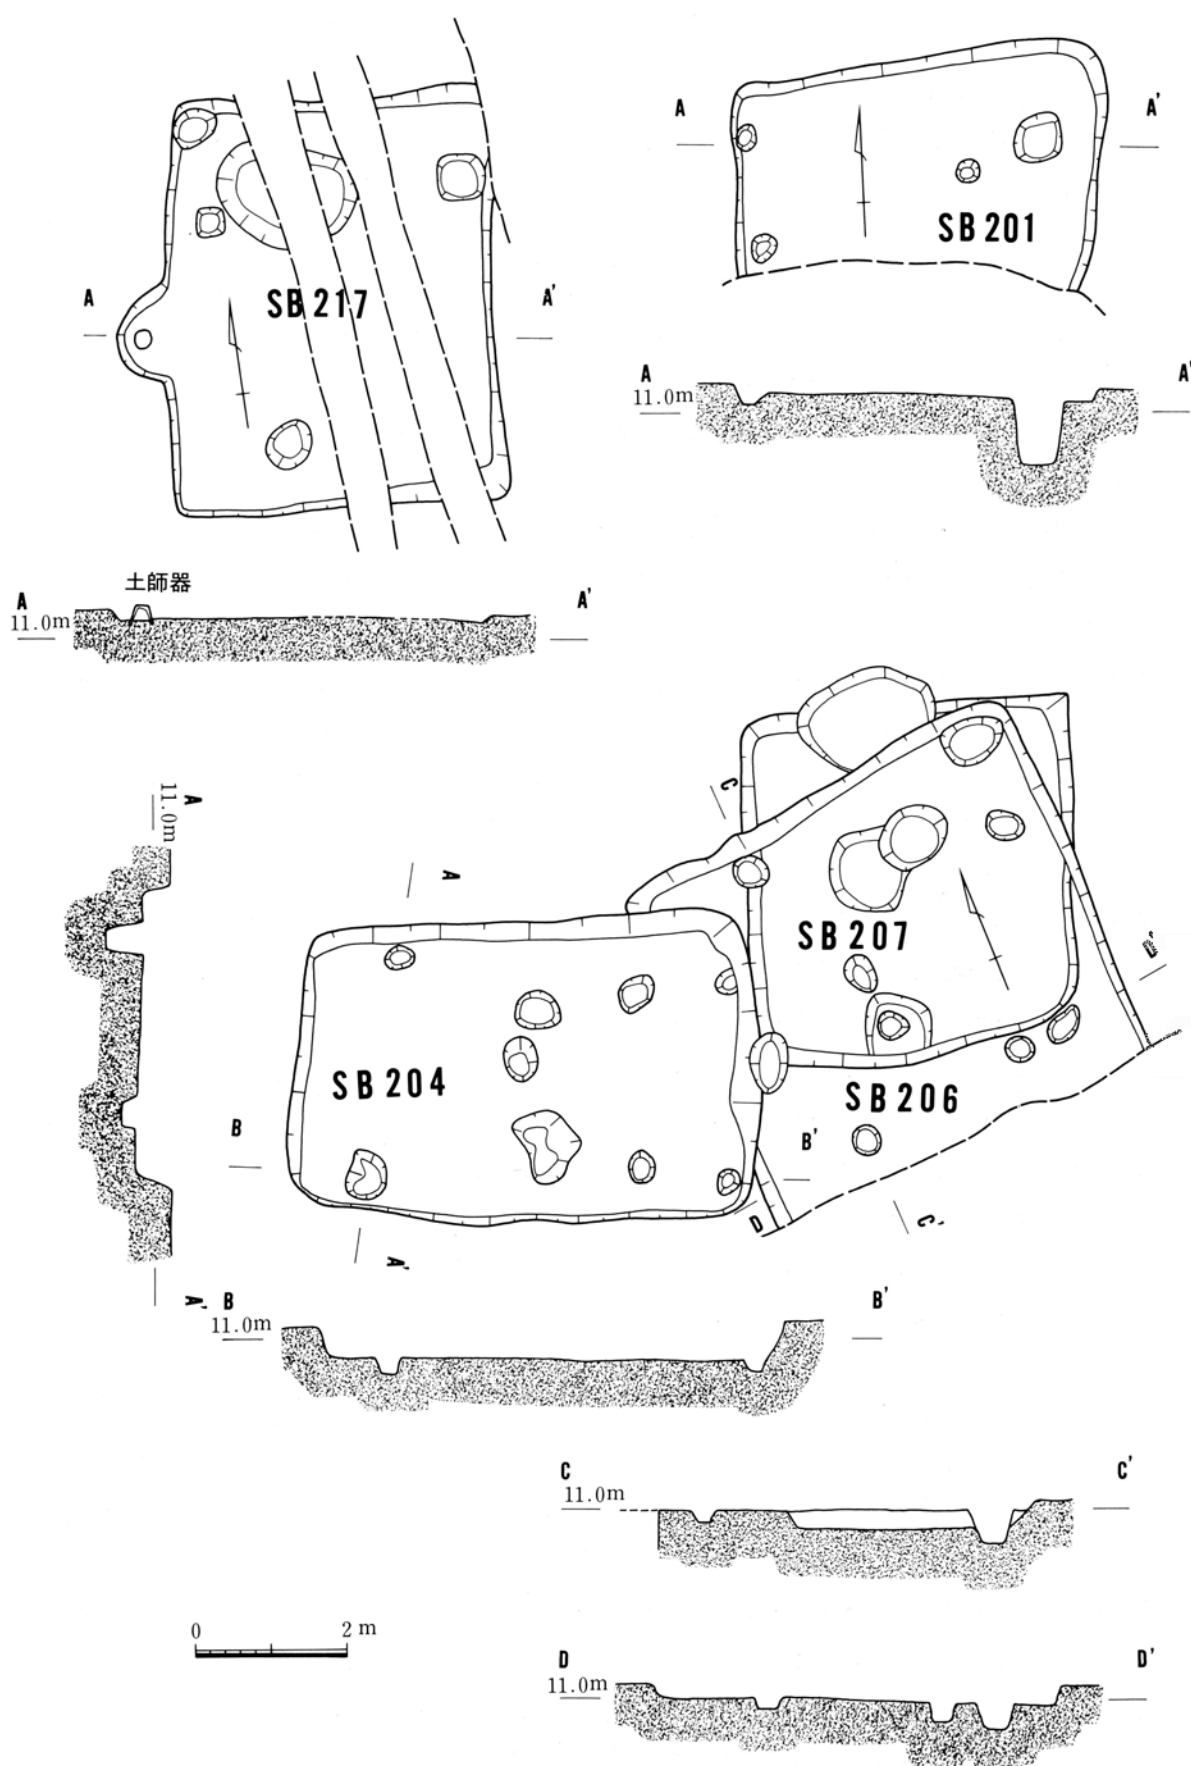 A
A'
SB 217
A
A'
SB 201
A
11.0m
A'
土師器
A
11.0m
A'
A
11.0m
A'
A
A'
B
B'
SB 204
C
C'
SB 207
SB 206
D
D'
B
11.0m
B'
C
11.0m
C'
0
2 m
D
11.0m
D'